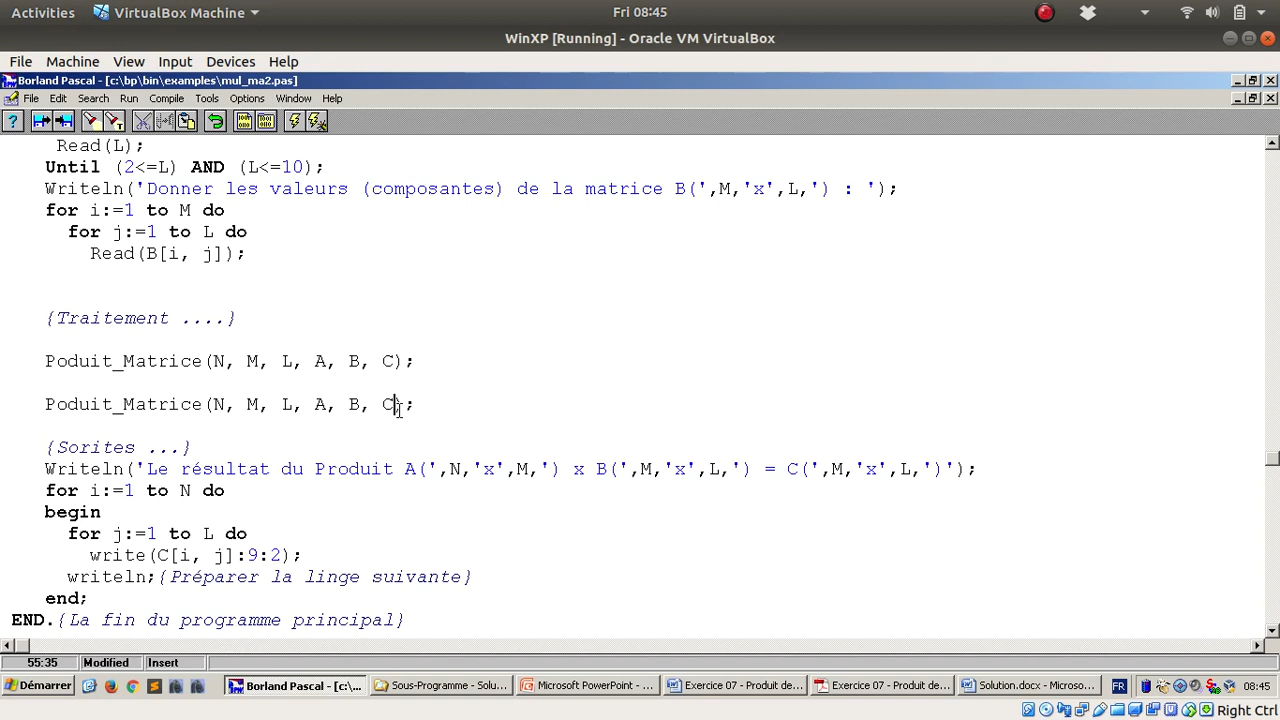 Activities VirtualBox Machine Fri 08:45
WinXP [Running] - Oracle VM VirtualBox
File Machine View Input Devices Help
Borland Pascal - [c:\bp\bin\examples\mul_ma2.pas]
File Edit Search Run Compile Tools Options Window Help
Read(L);
Until (2<=L) AND (L<=10);
Writeln('Donner les valeurs (composantes) de la matrice B(',M,'x',L,') : ');
for i:=1 to M do
for j:=1 to L do
Read(B[i, j]);
{Traitement ....}
Poduit_Matrice(N, M, L, A, B, C);
Poduit_Matrice(N, M, L, A, B, C);
{Sorites ...}
Writeln('Le résultat du Produit A(',N,'x',M,') x B(',M,'x',L,') = C(',M,'x',L,')');
for i:=1 to N do
begin
for j:=1 to L do
write(C[i, j]:9:2);
writeln;{Préparer la linge suivante}
end;
END.{La fin du programme principal}
55:35 Modified Insert
Démarrer Borland Pascal - [c:\... Sous-Programme - Solu... Microsoft PowerPoint - ... Exercice 07 - Produit de... Exercice 07 - Produit de... Solution.docx - Microso... FR 08:45
Right Ctrl